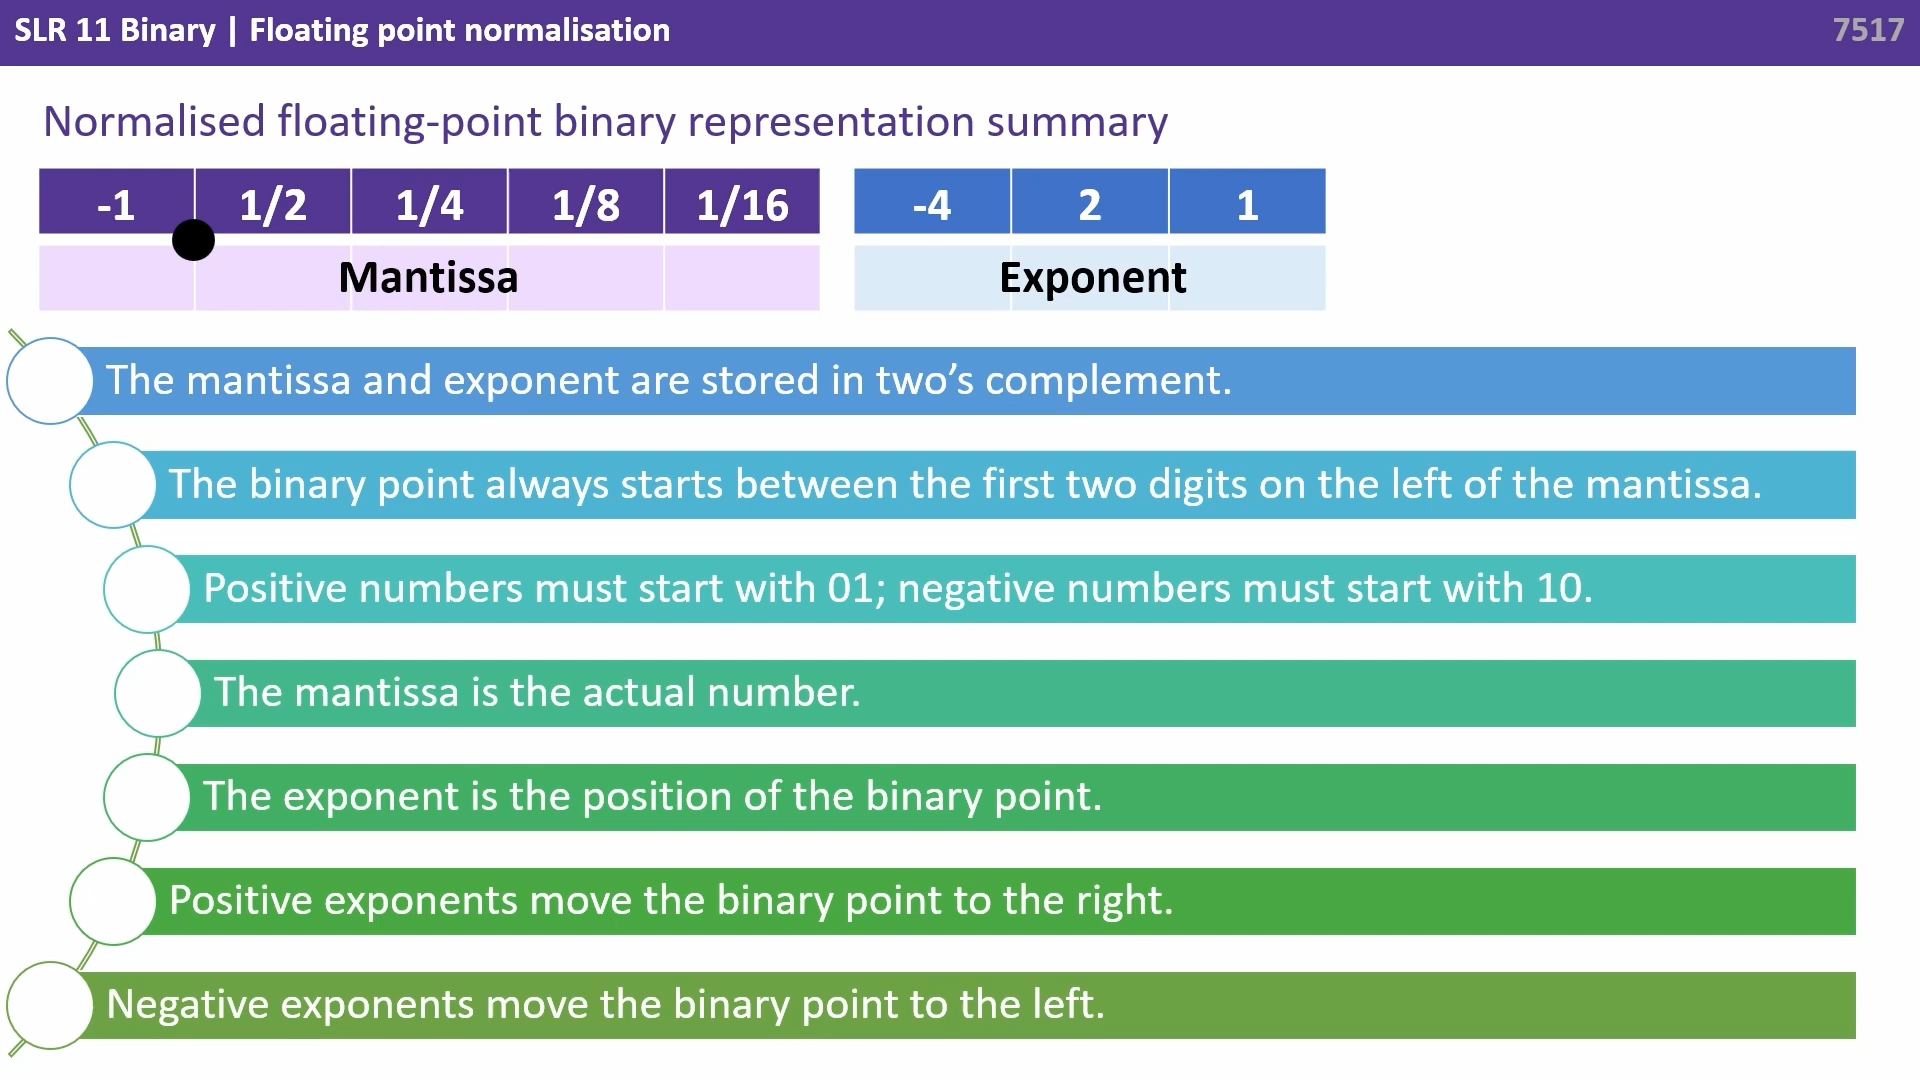 SLR 11 Binary | Floating point normalisation
7517
Normalised floating-point binary representation summary
-1 1/2 1/4 1/8 1/16 -4 2 1
Mantissa Exponent
The mantissa and exponent are stored in two’s complement.
The binary point always starts between the first two digits on the left of the mantissa.
Positive numbers must start with 01; negative numbers must start with 10.
The mantissa is the actual number.
The exponent is the position of the binary point.
Positive exponents move the binary point to the right.
Negative exponents move the binary point to the left.